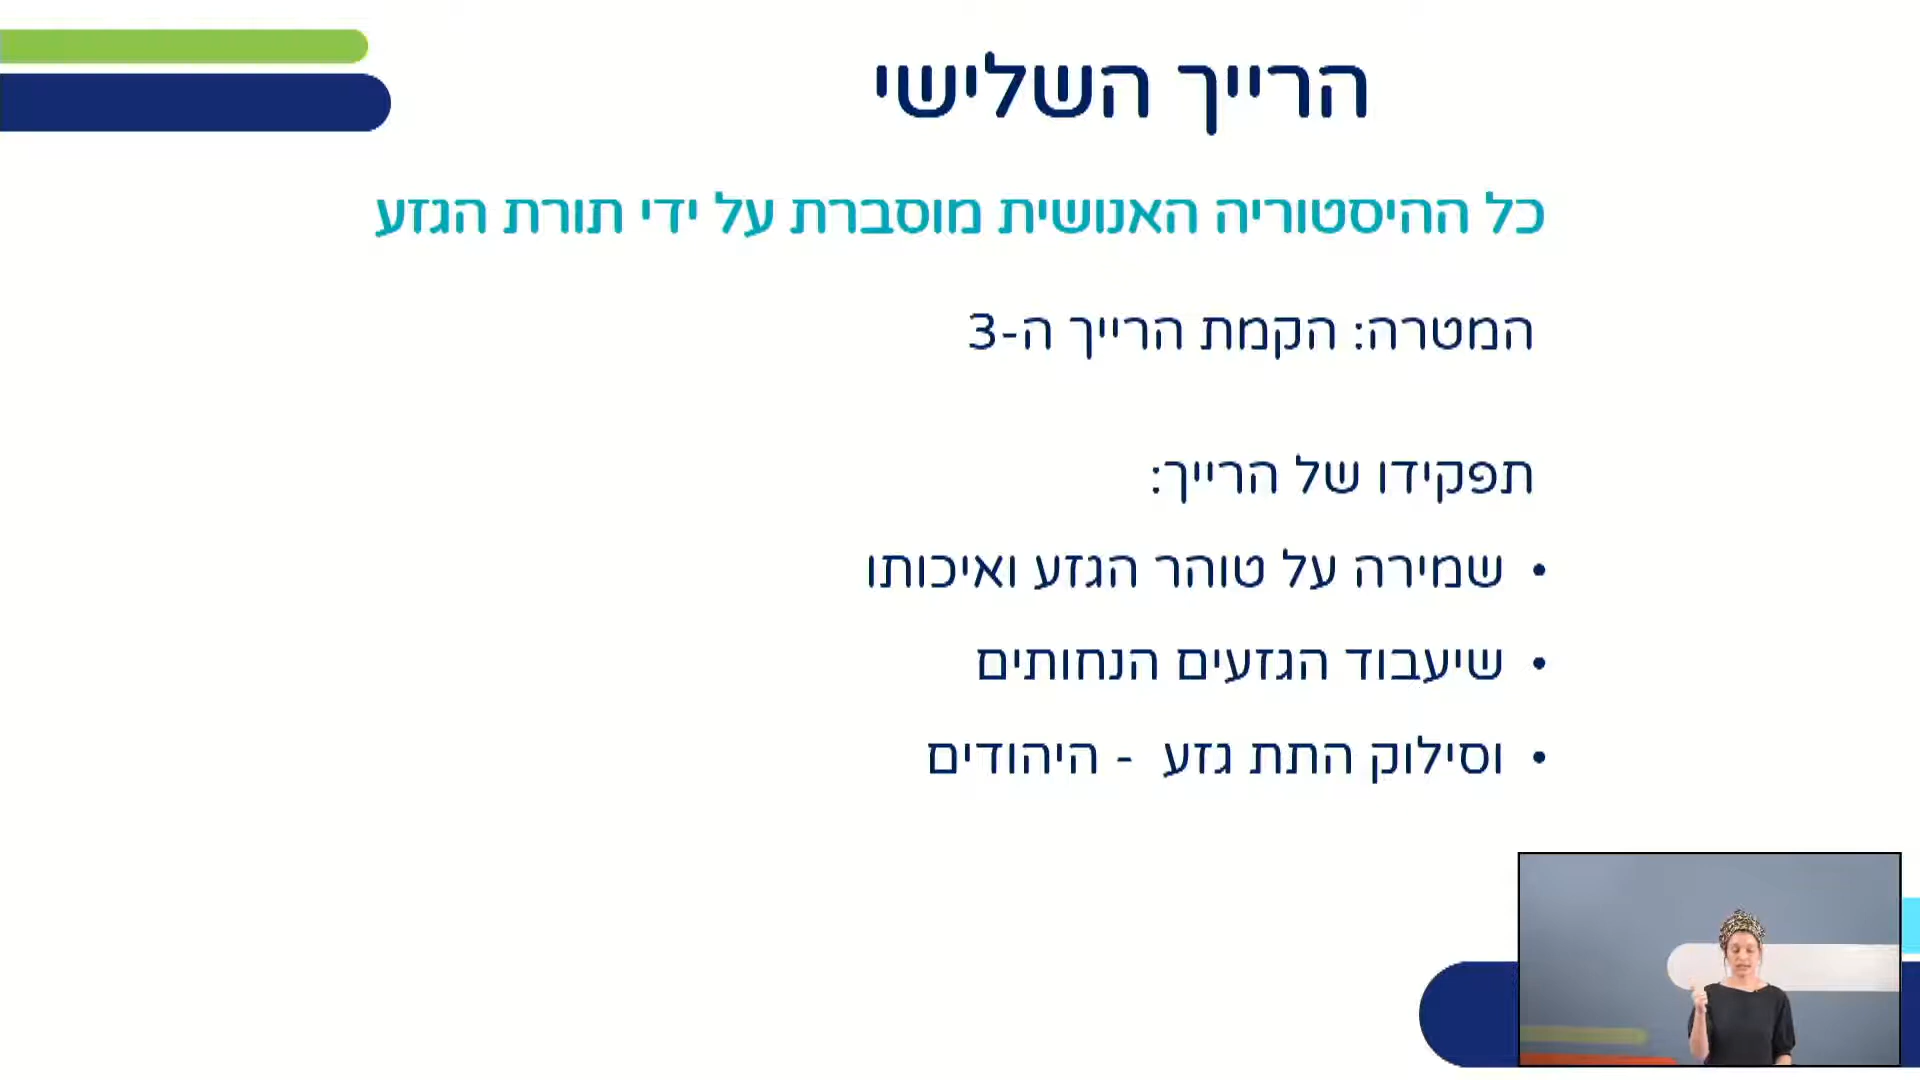 הרייך השלישי
כל ההיסטוריה האנושית מוסברת על ידי תורת הגזע
המטרה: הקמת הרייך ה-3
תפקידו של הרייך:
• שמירה על טוהר הגזע ואיכותו
• שיעבוד הגזעים הנחותים
• וסילוק התת גזע - היהודים